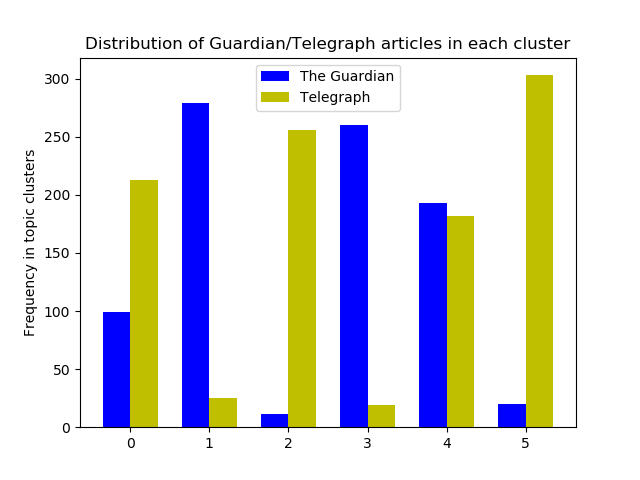 Distribution of Guardian/Telegraph articles in each cluster
The Guardian
Telegraph
Frequency in topic clusters
300
250
200
150
100
50
0
0 1 2 3 4 5